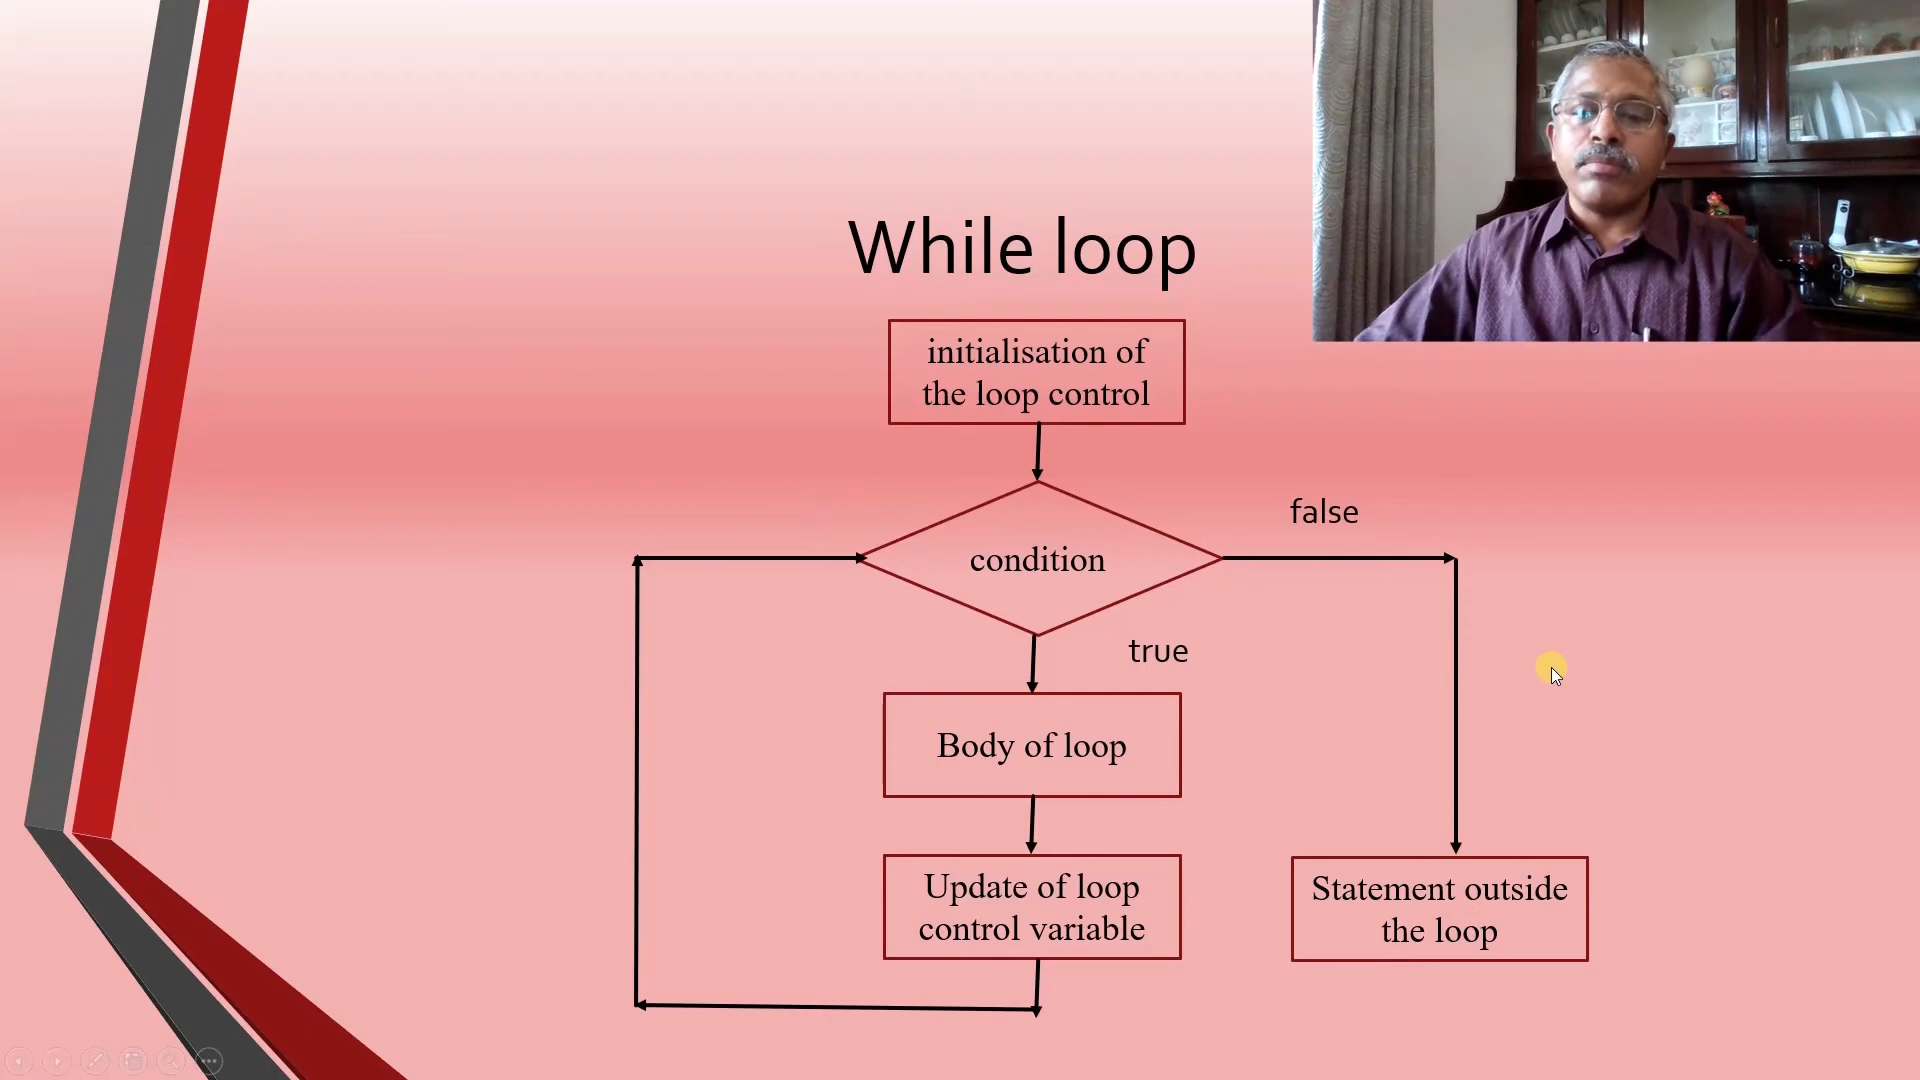 While loop
initialisation of
the loop control
false
condition
true
Body of loop
Update of loop
control variable
Statement outside
the loop